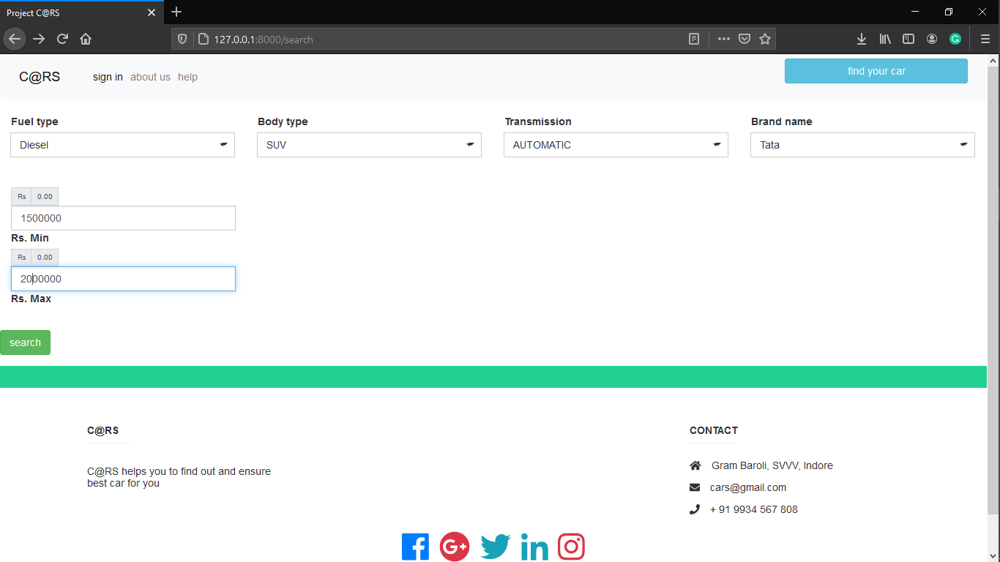 Project C@RS
127.0.0.1:8000/search
C@RS sign in about us help find your car
Fuel type Body type Transmission Brand name
Diesel SUV AUTOMATIC Tata
Rs 0.00
1500000
Rs. Min
Rs 0.00
2000000
Rs. Max
search
C@RS
C@RS helps you to find out and ensure
best car for you
CONTACT
Gram Baroli, SVVV, Indore
cars@gmail.com
+ 91 9934 567 808